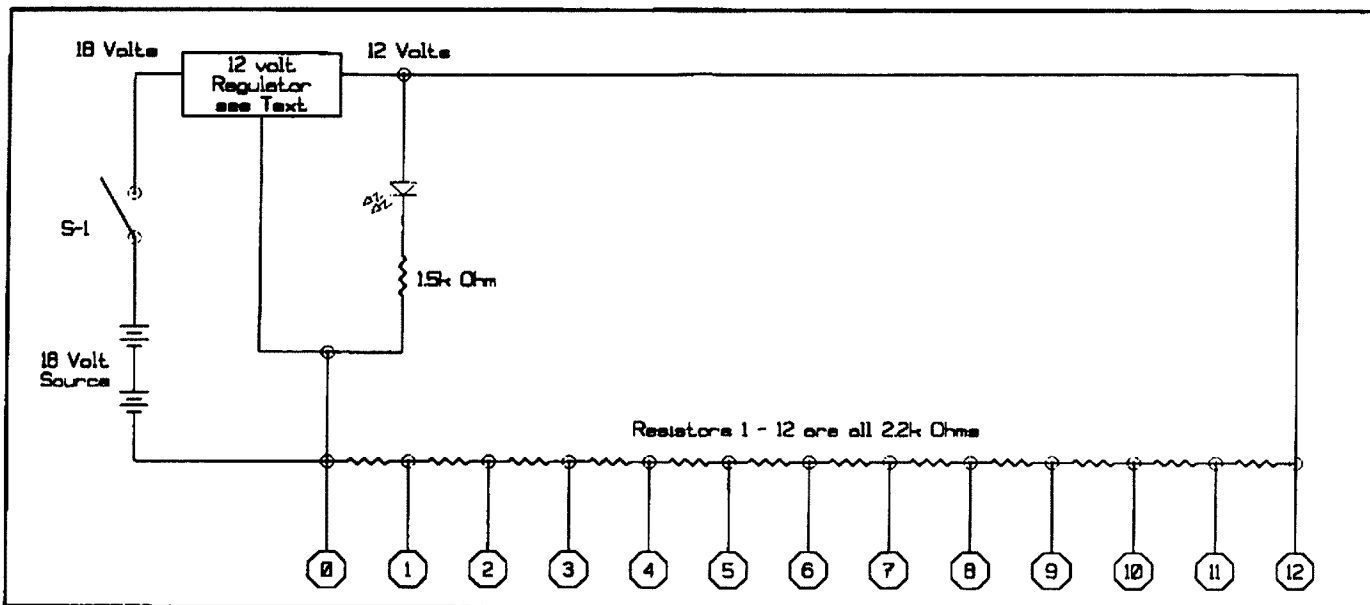 18 Volts
12 volt
Regulator
see Text
12 Volts
S-1
1.5k Ohm
18 Volt
Source
Resistors 1 - 12 are all 2.2k Ohms
0
1
2
3
4
5
6
7
8
9
10
11
12